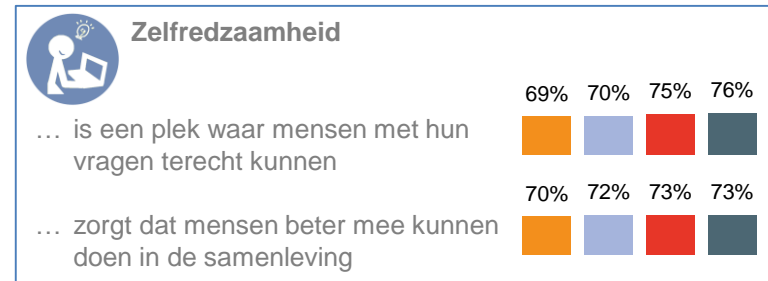 Zelfredzaamheid
69% 70% 75% 76%
… is een plek waar mensen met hun
vragen terecht kunnen
70% 72% 73% 73%
… zorgt dat mensen beter mee kunnen
doen in de samenleving